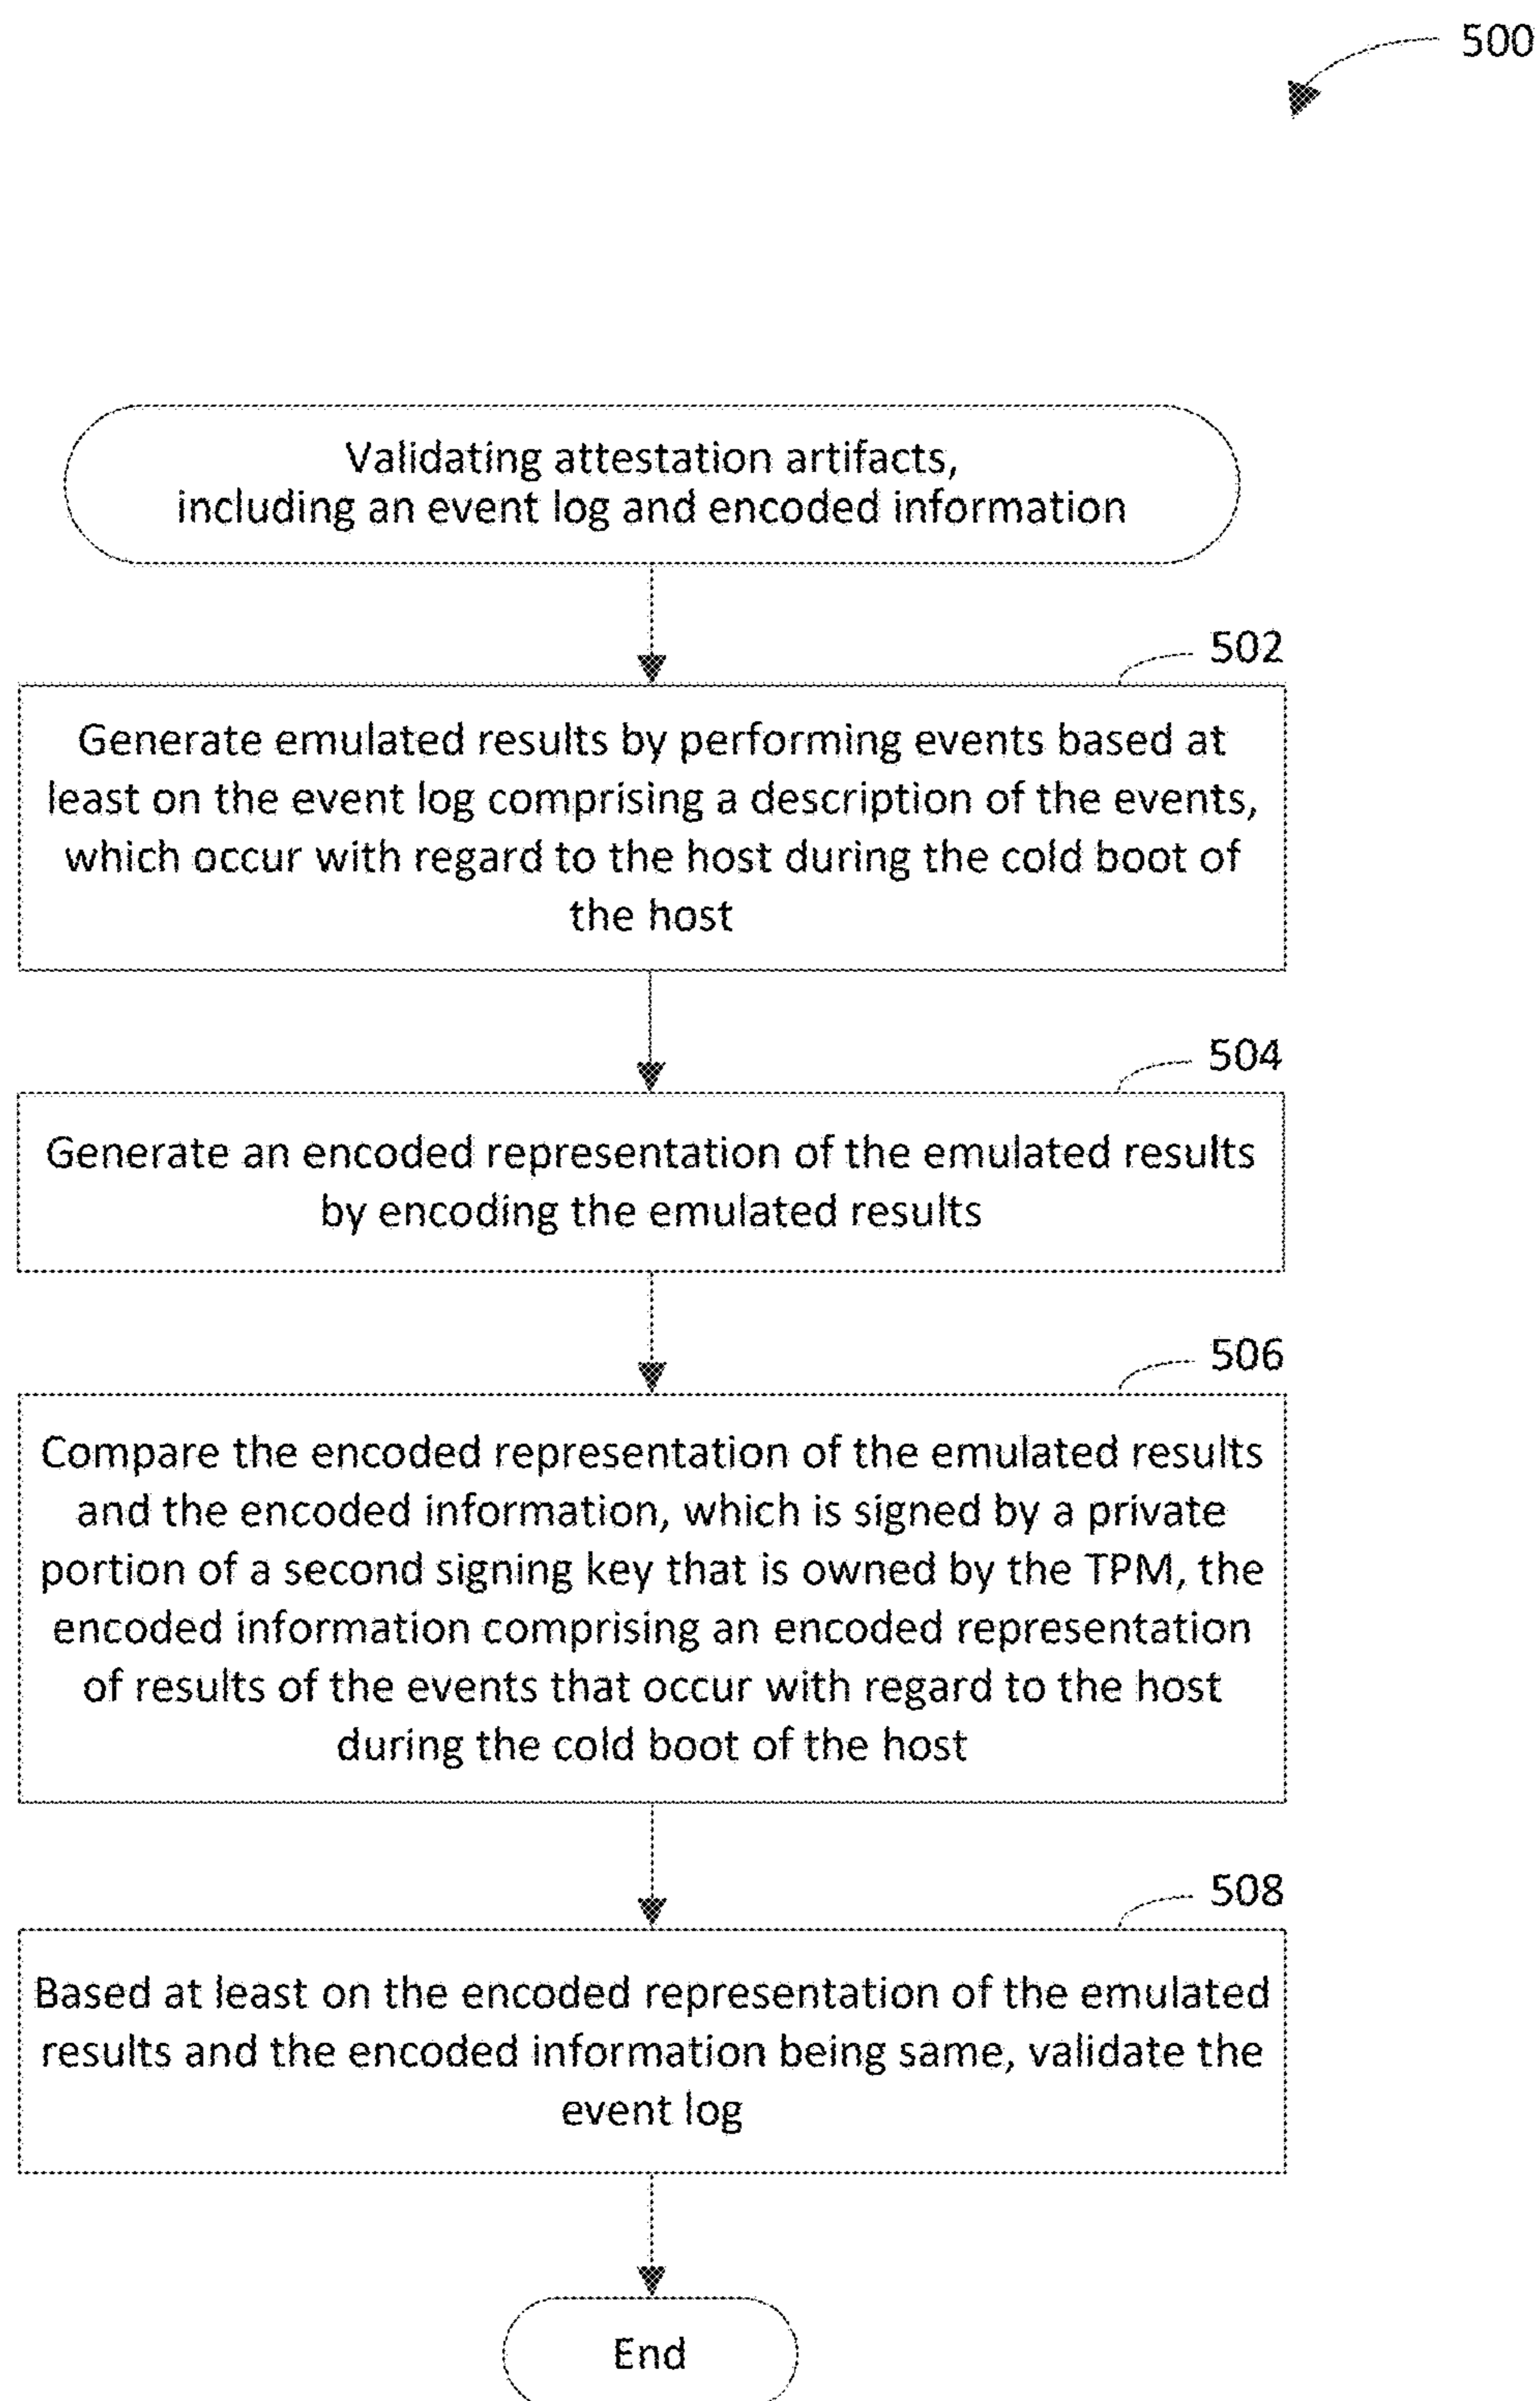 500
Validating attestation artifacts,
including an event log and encoded information
502
Generate emulated results by performing events based at
least on the event log comprising a description of the events,
which occur with regard to the host during the cold boot of
the host
504
Generate an encoded representation of the emulated results
by encoding the emulated results
506
Compare the encoded representation of the emulated results
and the encoded information, which is signed by a private
portion of a second signing key that is owned by the TPM, the
encoded information comprising an encoded representation
of results of the events that occur with regard to the host
during the cold boot of the host
508
Based at least on the encoded representation of the emulated
results and the encoded information being same, validate the
event log
End